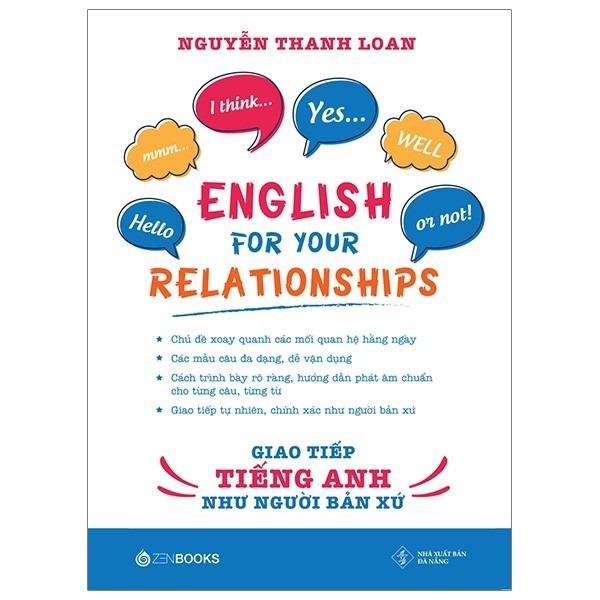 NGUYỄN THANH LOAN
I think...
Yes...
mmm...
WELL
Hello
or not!
ENGLISH
FOR YOUR
RELATIONSHIPS
★ Chủ đề xoay quanh các mối quan hệ hằng ngày
★ Các mẫu câu đa dạng, dễ vận dụng
★ Cách trình bày rõ ràng, hướng dẫn phát âm chuẩn
cho từng câu, từng từ
★ Giao tiếp tự nhiên, chính xác như người bản xứ
GIAO TIẾP
TIẾNG ANH
NHƯ NGƯỜI BẢN XỨ
ZENBOOKS
NHÀ XUẤT BẢN
ĐÀ NẴNG